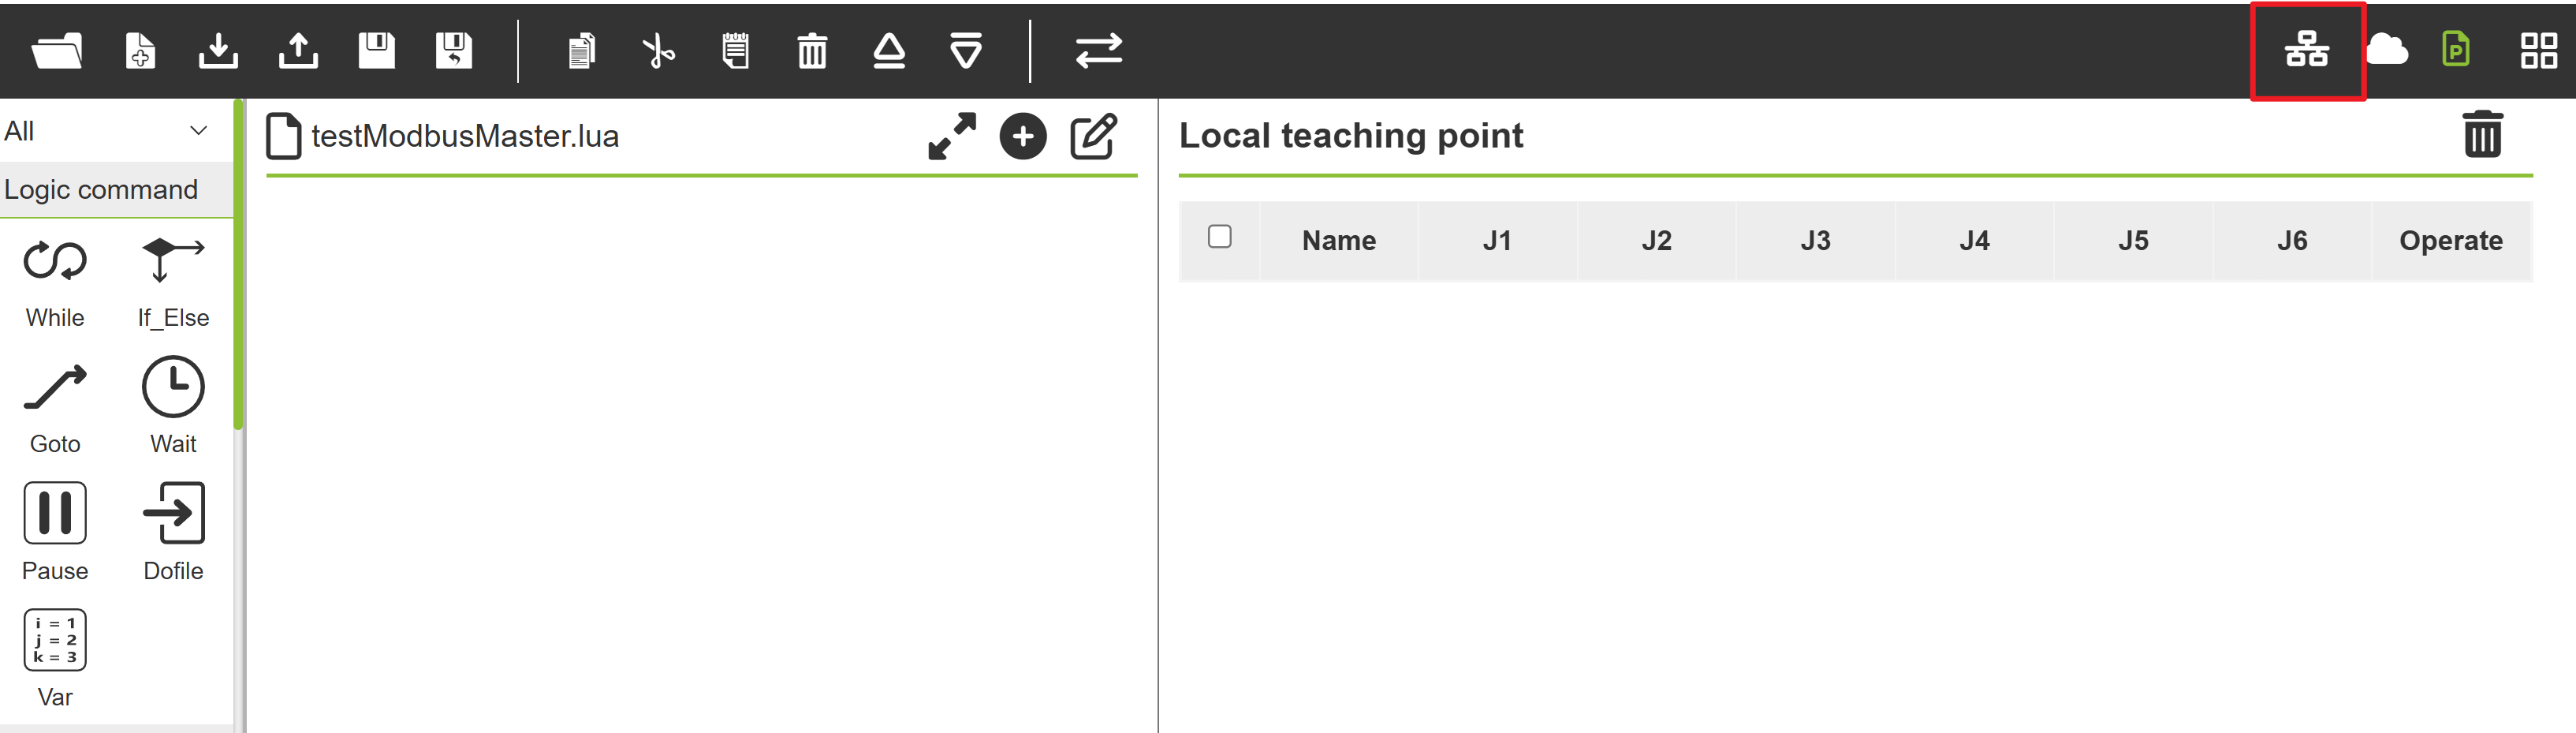 P
All
testModbusMaster.lua
Local teaching point
Logic command
Name J1 J2 J3 J4 J5 J6 Operate
While If_Else
Goto Wait
Pause Dofile
i = 1
j = 2
k = 3
Var